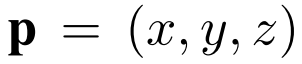 p = (x, y, z)